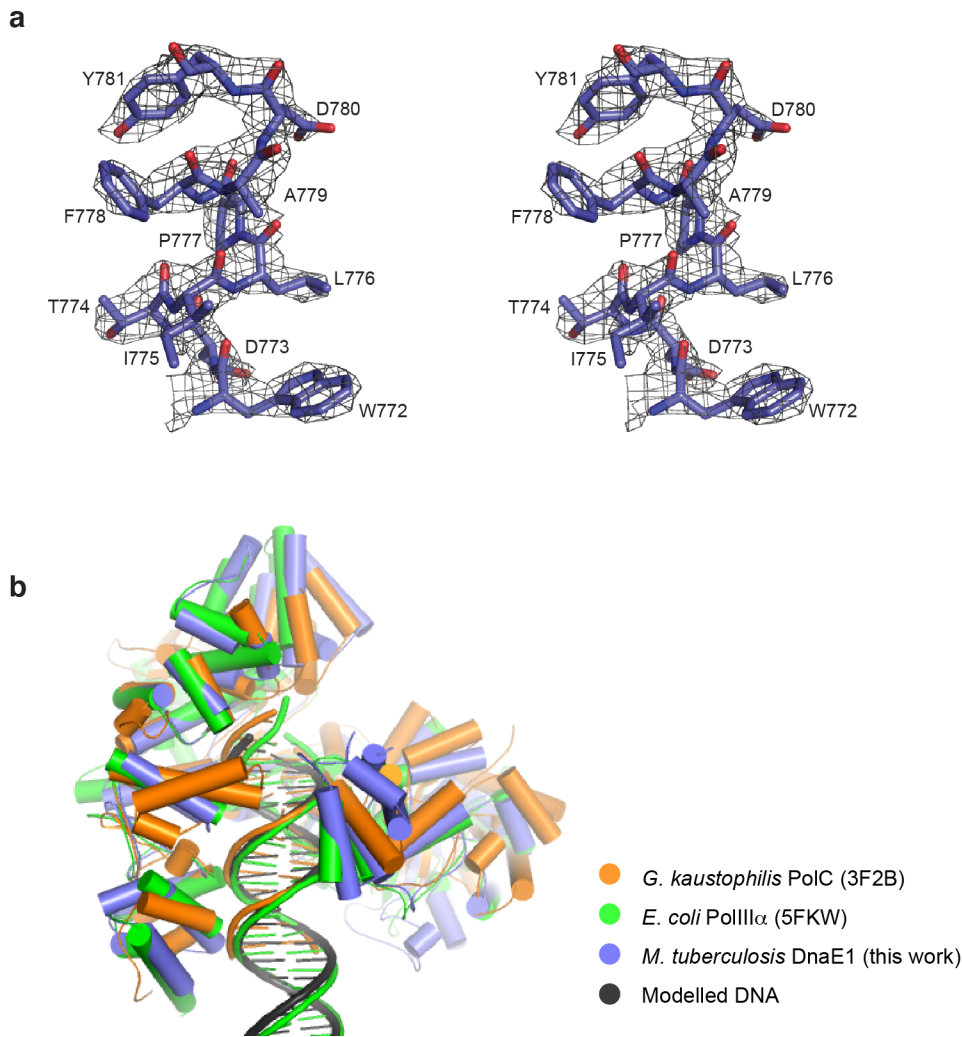 a
Y781
D780
F778
A779
P777
L776
T774
I775
D773
W772
Y781
D780
F778
A779
P777
L776
T774
I775
D773
W772
b
G. kaustophilis PolC (3F2B)
E. coli PolIIIα (5FKW)
M. tuberculosis DnaE1 (this work)
Modelled DNA